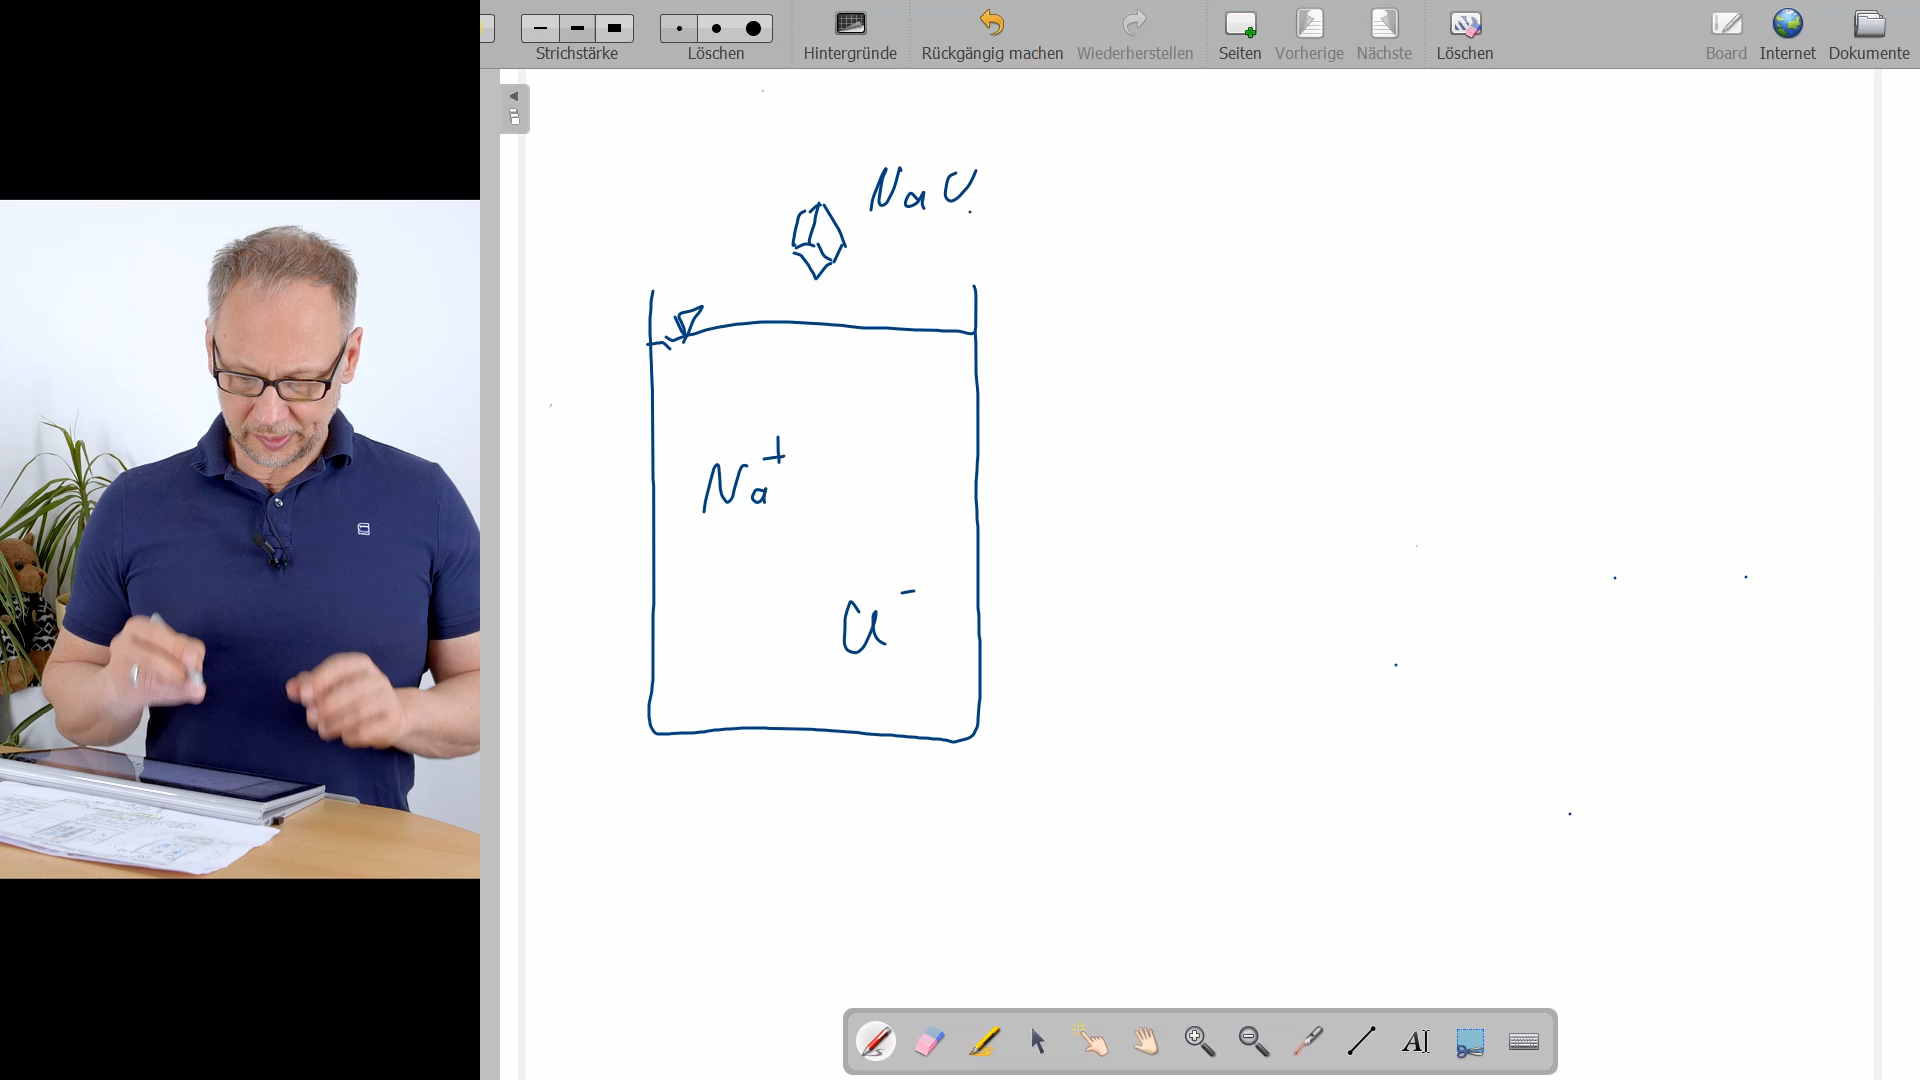 Strichstärke Löschen Hintergründe Rückgängig machen Wiederherstellen Seiten Vorherige Nächste Löschen Board Internet Dokumente
NaCl
Na+
Cl-